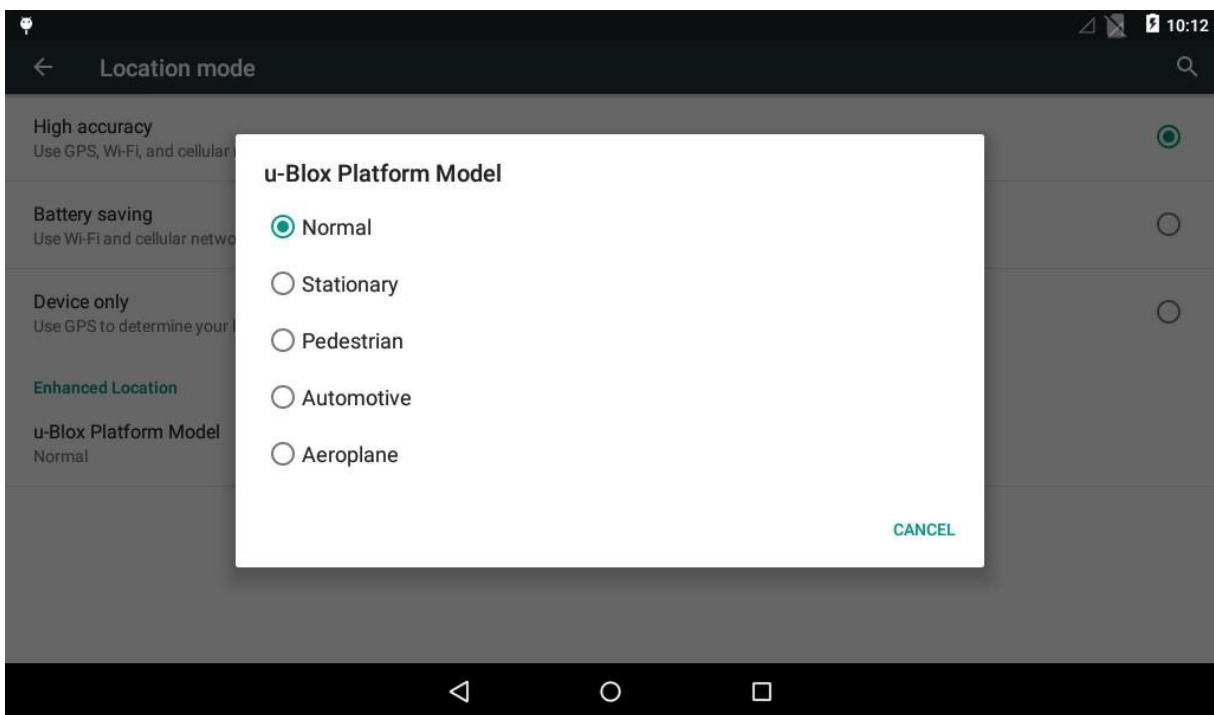 10:12
Location mode
High accuracy
Use GPS, Wi-Fi, and cellular
Battery saving
Use Wi-Fi and cellular
Device only
Use GPS to determine your
Enhanced Location
u-Blox Platform Model
Normal
u-Blox Platform Model
Normal
Stationary
Pedestrian
Automotive
Aeroplane
CANCEL